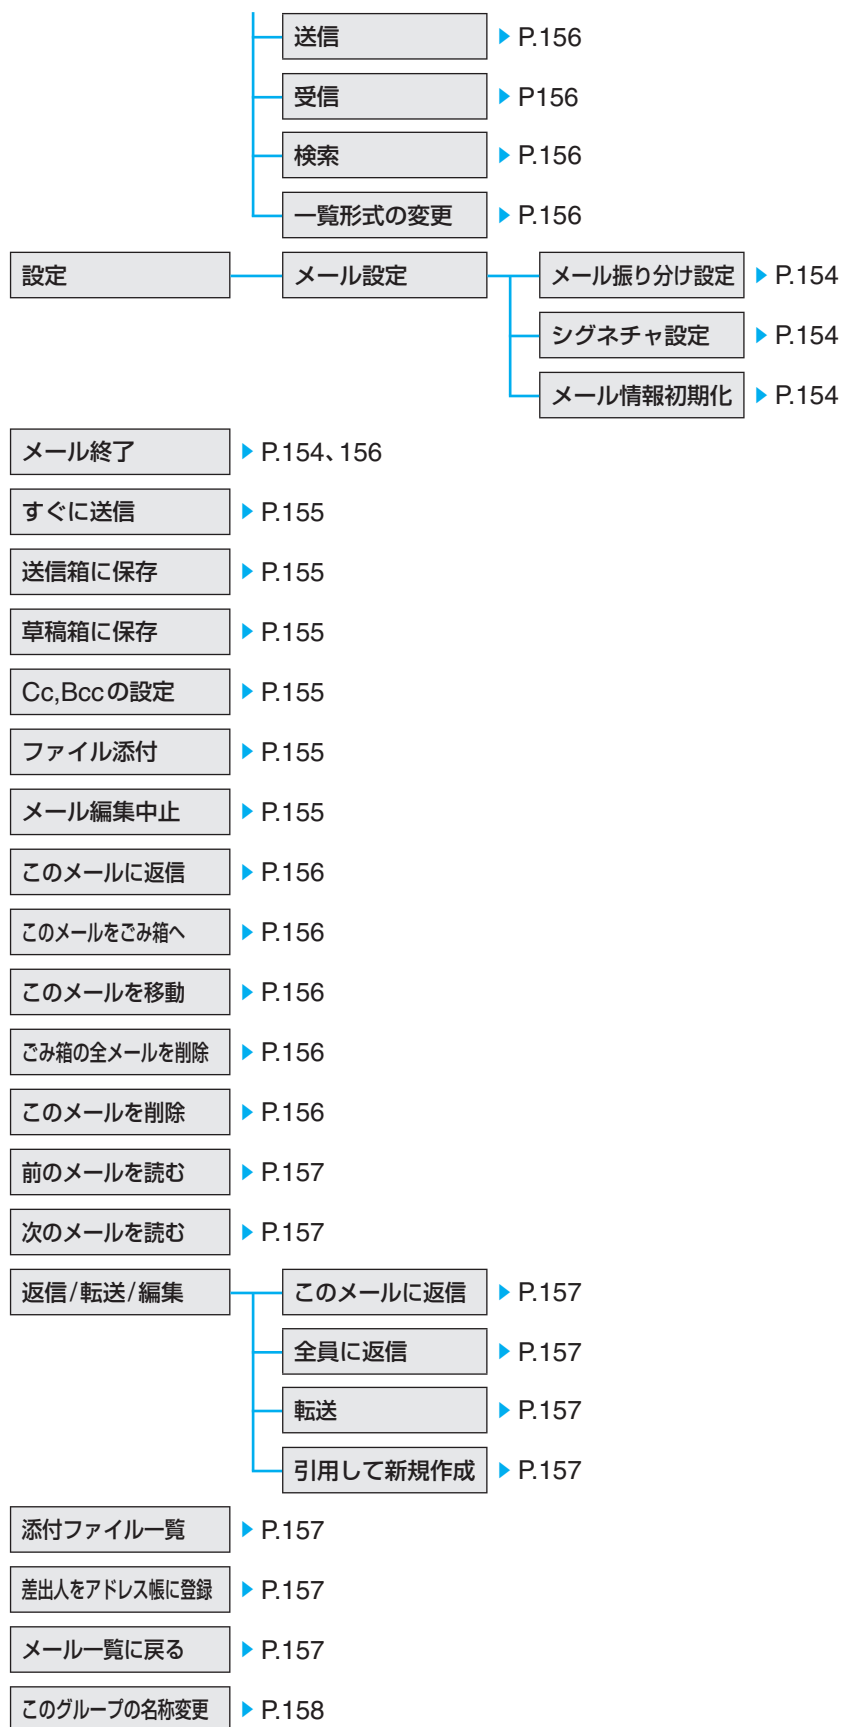 送信 ▶ P.156
受信 ▶ P156
検索 ▶ P.156
一覧形式の変更 ▶ P.156
設定 メール設定 メール振り分け設定 ▶ P.154
シグネチャ設定 ▶ P.154
メール情報初期化 ▶ P.154
メール終了 ▶ P.154、156
すぐに送信 ▶ P.155
送信箱に保存 ▶ P.155
草稿箱に保存 ▶ P.155
Cc,Bccの設定 ▶ P.155
ファイル添付 ▶ P.155
メール編集中止 ▶ P.155
このメールに返信 ▶ P.156
このメールをごみ箱へ ▶ P.156
このメールを移動 ▶ P.156
ごみ箱の全メールを削除 ▶ P.156
このメールを削除 ▶ P.156
前のメールを読む ▶ P.157
次のメールを読む ▶ P.157
返信/転送/編集 このメールに返信 ▶ P.157
全員に返信 ▶ P.157
転送 ▶ P.157
引用して新規作成 ▶ P.157
添付ファイル一覧 ▶ P.157
差出人をアドレス帳に登録 ▶ P.157
メール一覧に戻る ▶ P.157
このグループの名称変更 ▶ P.158